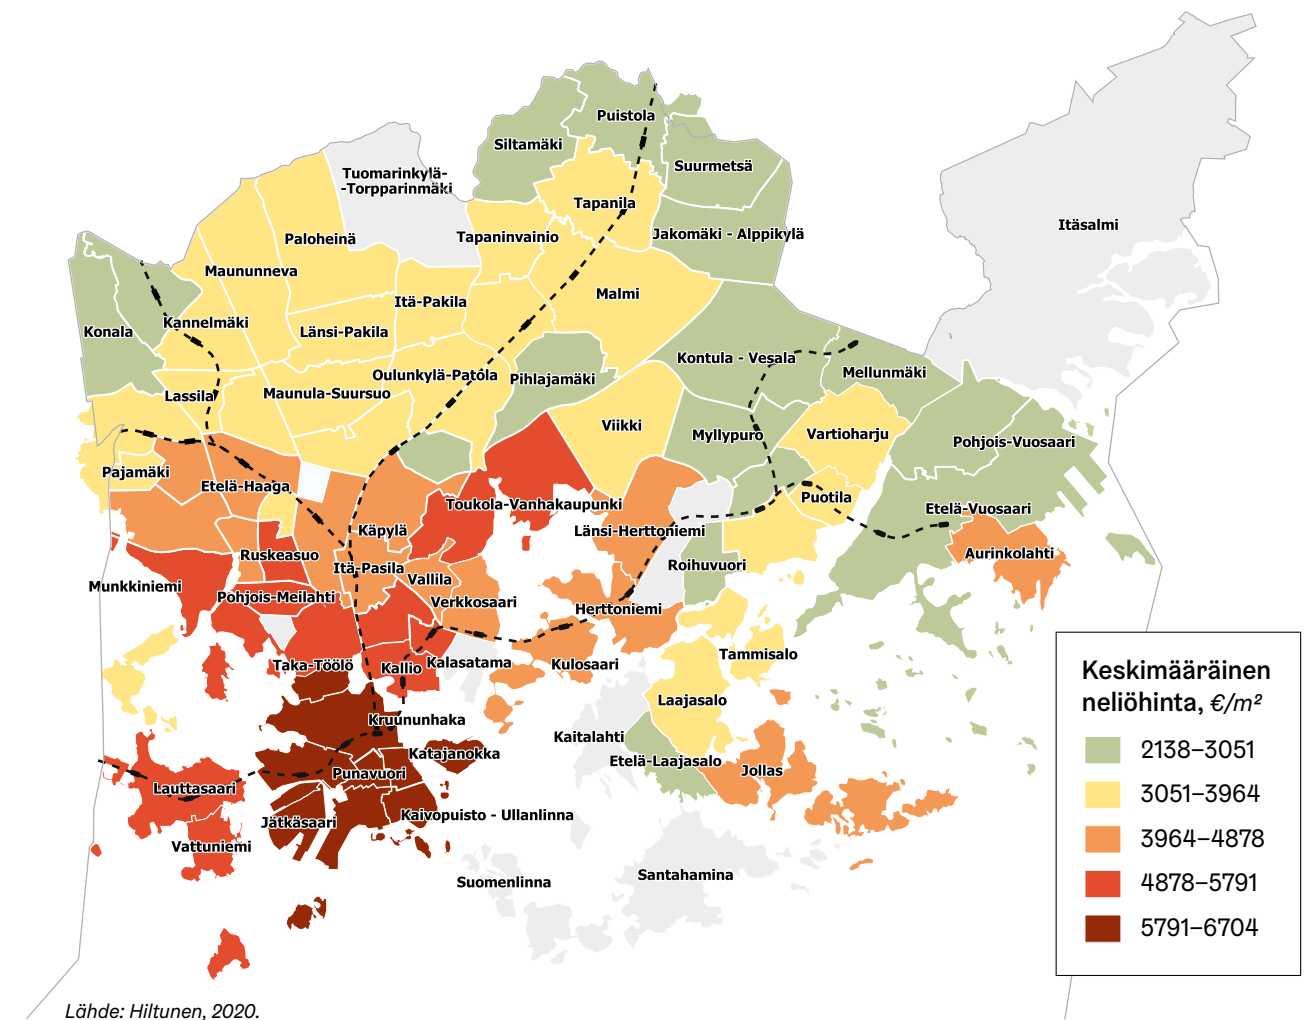 Puistola
Siltamäki
Suurmetsä
Tuomarinkylä-
-Torpparinmäki
Tapanila
Itäsalmi
Jakomäki - Alppikylä
Tapaninvainio
Paloheinä
Maununneva
Malmi
Itä-Pakila
Kannelmäki
Länsi-Pakila
Konala
Kontula - Vesala
Mellunmäki
Oulunkylä-Patola
Pihlajamäki
Maunula-Suursuo
Lassila
Viikki
Myllypuro
Vartioharju
Pohjois-Vuosaari
Pajamäki
Etelä-Haaga
Puotila
Toukola-Vanhakaupunki
Etelä-Vuosaari
Käpylä
Länsi-Herttoniemi
Ruskeasuo
Aurinkolahti
Itä-Pasila
Roihuvuori
Vallila
Munkkiniemi
Pohjois-Meilahti
Verkkosaari
Herttoniemi
Tammisalo
Taka-Töölö
Kallio
Kalasatama
Kulosaari
Laajasalo
Kruununhaka
Kaitalahti
Katajanokka
Etelä-Laajasalo
Punavuori
Jollas
Lauttasaari
Jätkäsaari
Kaivopuisto - Ullanlinna
Vattuniemi
Santahamina
Suomenlinna
Keskimääräinen
neliöhinta, €/m²
2138–3051
3051–3964
3964–4878
4878–5791
5791–6704
Lähde: Hiltunen, 2020.